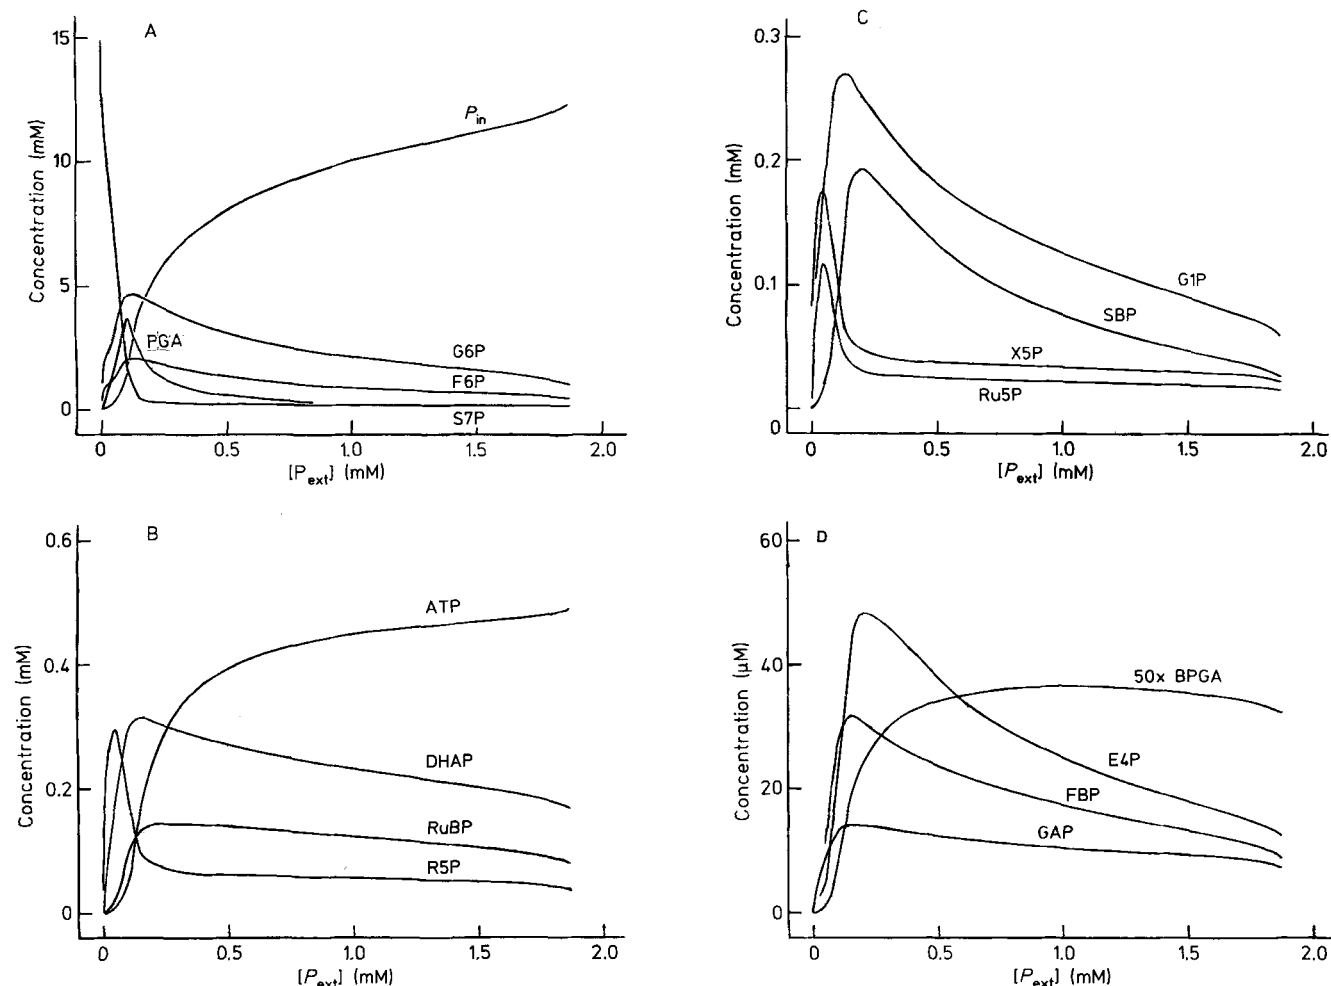 A
15
10
5
0
Concentration (mM)
P_in
PGA
G6P
F6P
S7P
0 0.5 1.0 1.5 2.0
[P_ext] (mM)
C
0.3
0.2
0.1
0
Concentration (mM)
G1P
SBP
X5P
Ru5P
0 0.5 1.0 1.5 2.0
[P_ext] (mM)
B
0.6
0.4
0.2
0
Concentration (mM)
ATP
DHAP
RuBP
R5P
0 0.5 1.0 1.5 2.0
[P_ext] (mM)
D
60
40
20
0
Concentration (µM)
50x BPGA
E4P
FBP
GAP
0 0.5 1.0 1.5 2.0
[P_ext] (mM)